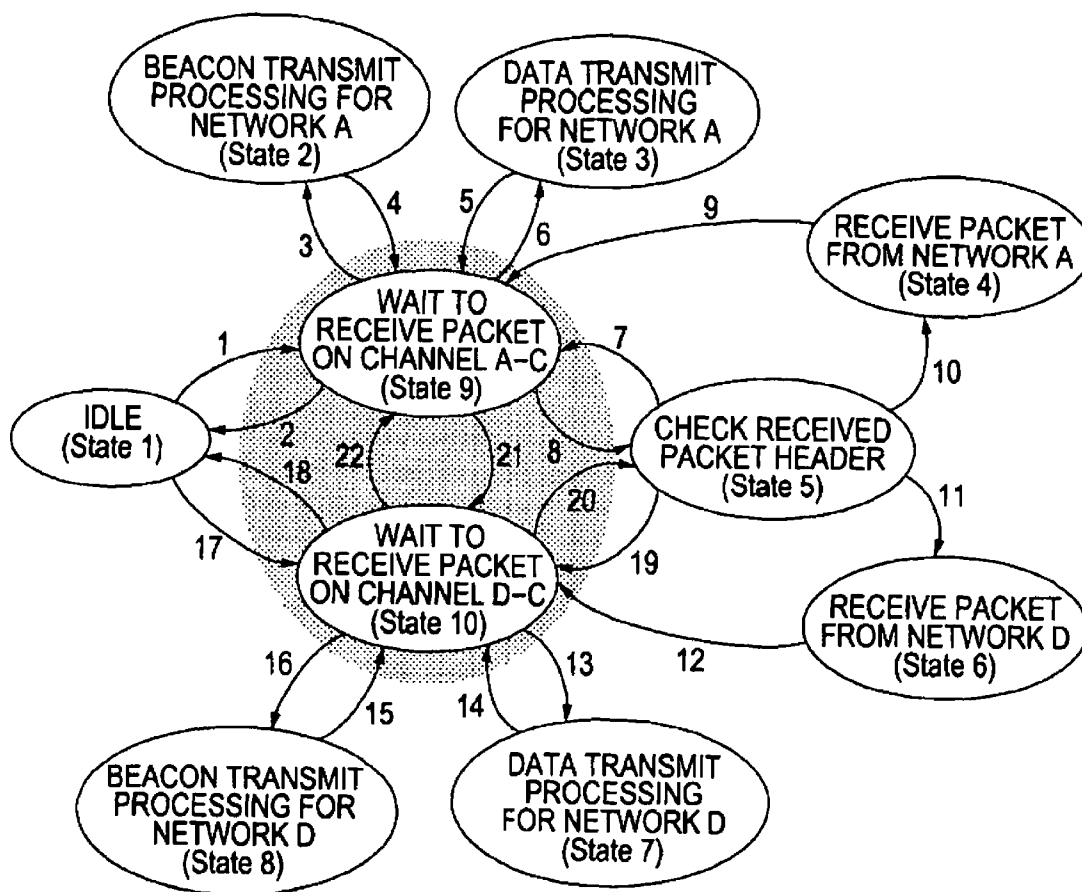 BEACON TRANSMIT
PROCESSING FOR
NETWORK A
(State 2)
DATA TRANSMIT
PROCESSING
FOR NETWORK A
(State 3)
4
5
3
6
9
RECEIVE PACKET
FROM NETWORK A
(State 4)
WAIT TO
RECEIVE PACKET
ON CHANNEL A-C
(State 9)
1
7
10
IDLE
(State 1)
2
8
CHECK RECEIVED
PACKET HEADER
(State 5)
18
22
21
20
11
17
19
WAIT TO
RECEIVE PACKET
ON CHANNEL D-C
(State 10)
RECEIVE PACKET
FROM NETWORK D
(State 6)
12
16
13
15
14
BEACON TRANSMIT
PROCESSING FOR
NETWORK D
(State 8)
DATA TRANSMIT
PROCESSING
FOR NETWORK D
(State 7)